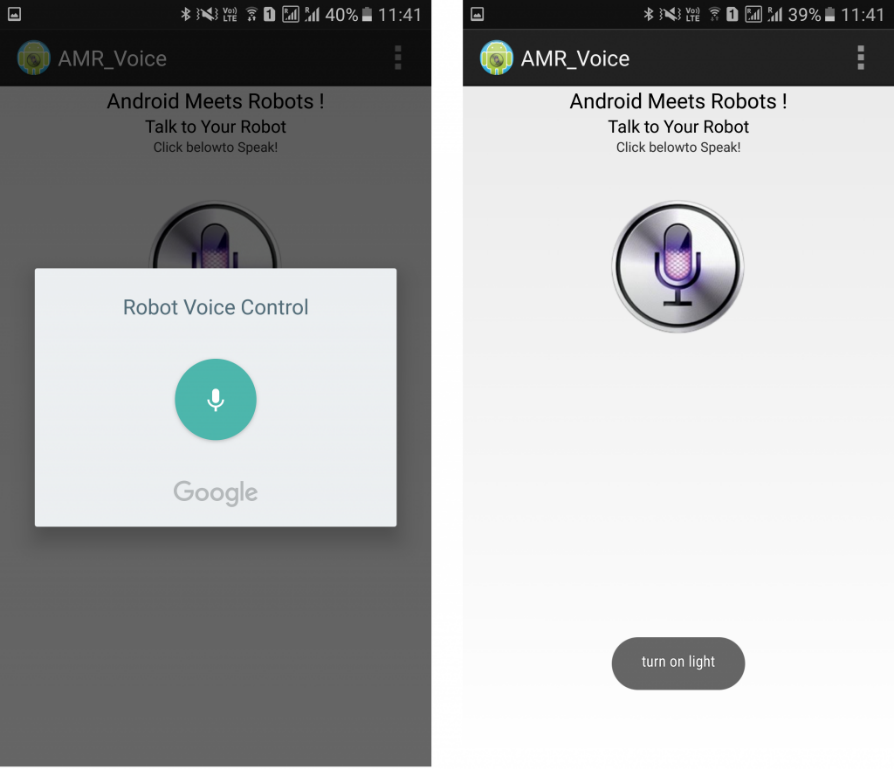 Vo)) LTE 1 R R 40% 11:41
AMR_Voice
Android Meets Robots !
Talk to Your Robot
Click belowto Speak!
Robot Voice Control
Google
Vo)) LTE 1 R R 39% 11:41
AMR_Voice
Android Meets Robots !
Talk to Your Robot
Click belowto Speak!
turn on light